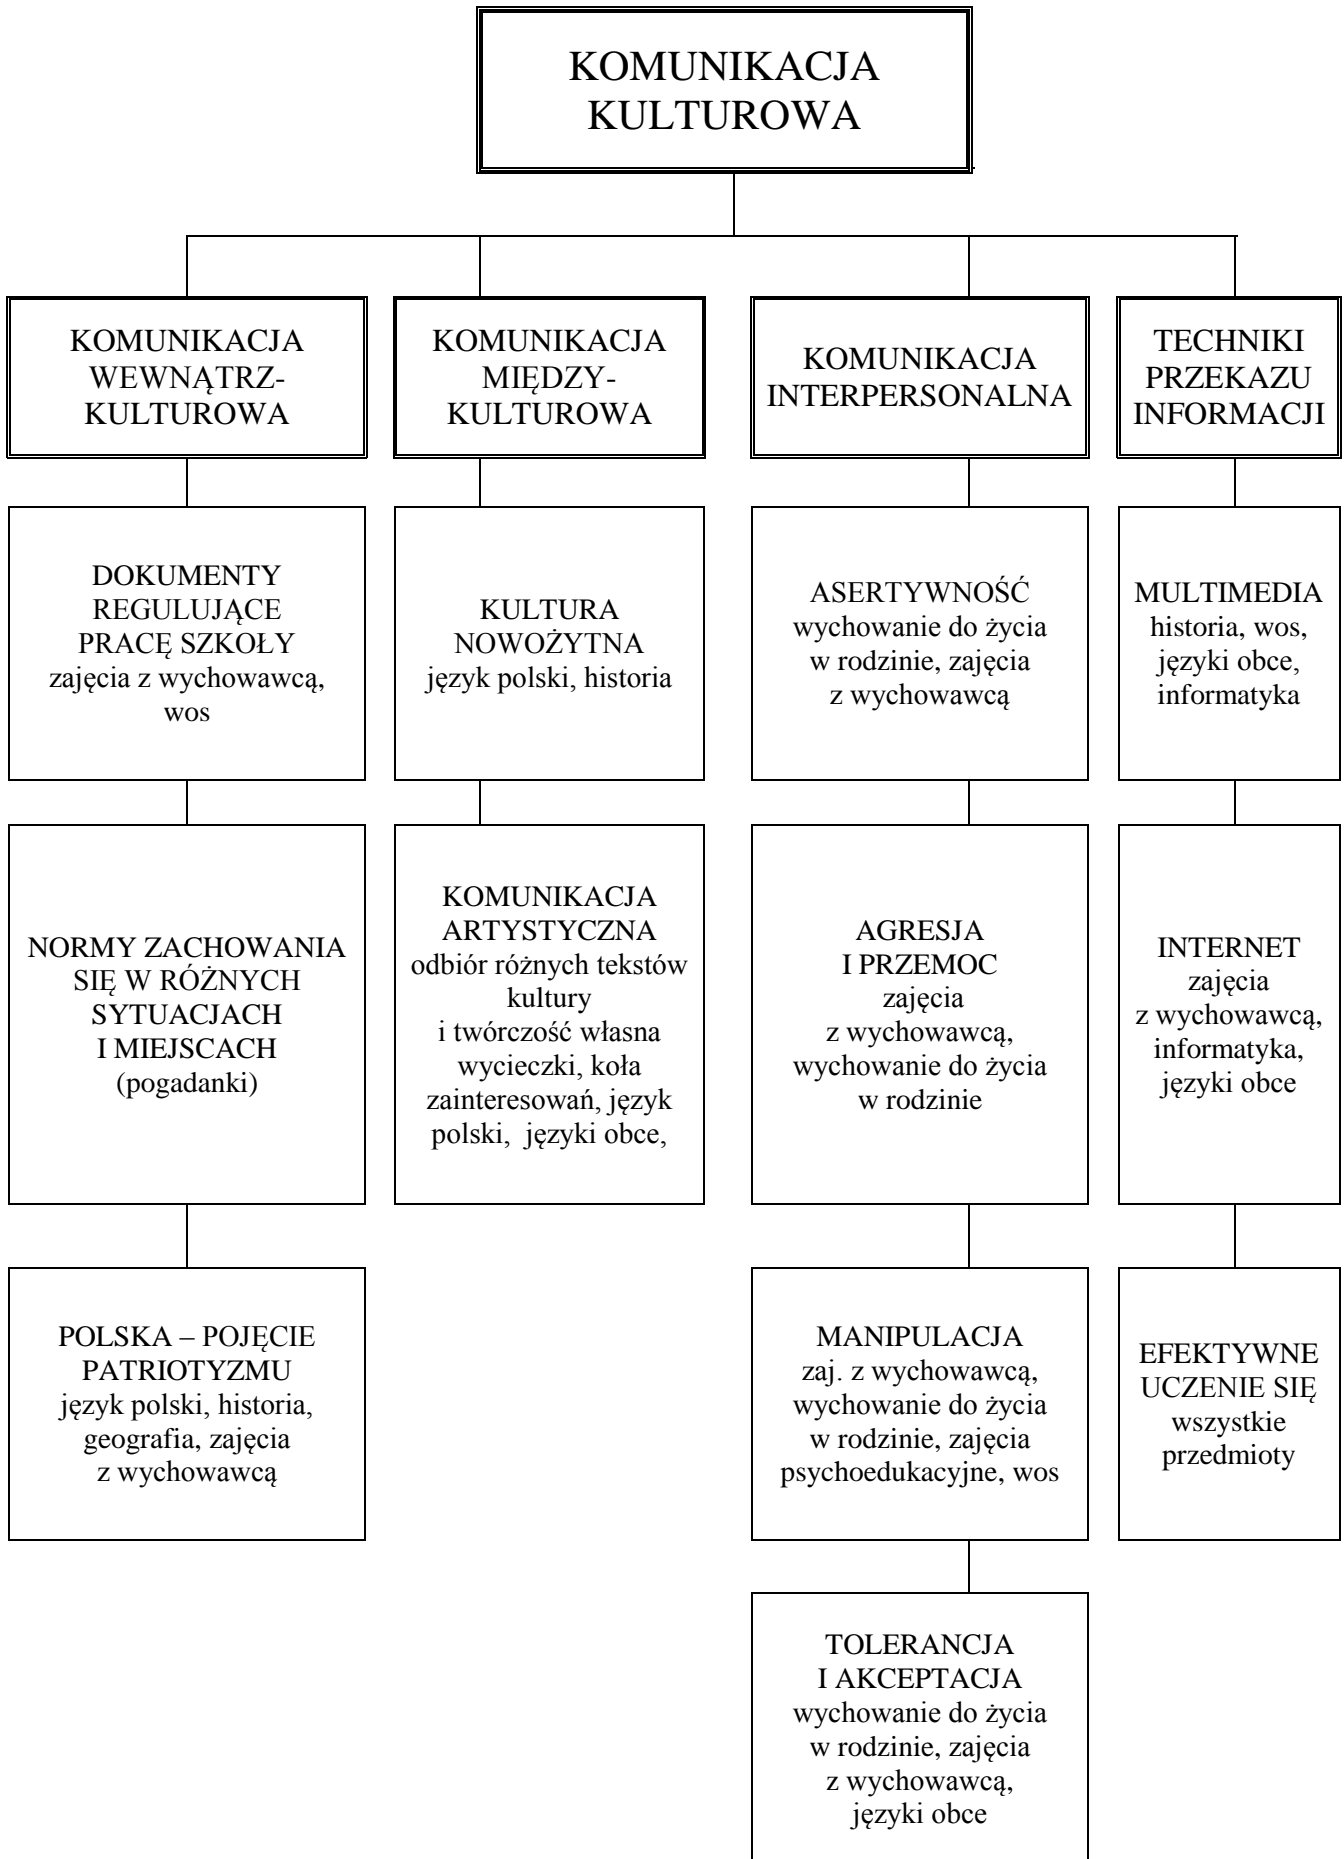 KOMUNIKACJA
KULTUROWA
KOMUNIKACJA
WEWNĄTRZ-
KULTUROWA
KOMUNIKACJA
MIĘDZY-
KULTUROWA
KOMUNIKACJA
INTERPERSONALNA
TECHNIKI
PRZEKAZU
INFORMACJI
DOKUMENTY
REGULUJĄCE
PRACĘ SZKOŁY
zajęcia z wychowawcą,
wos
KULTURA
NOWOŻYTNA
język polski, historia
ASERTYWNOŚĆ
wychowanie do życia
w rodzinie, zajęcia
z wychowawcą
MULTIMEDIA
historia, wos,
języki obce,
informatyka
NORMY ZACHOWANIA
SIĘ W RÓŻNYCH
SYTUACJACH
I MIEJSCACH
(pogadanki)
KOMUNIKACJA
ARTYSTYCZNA
odbiór różnych tekstów
kultury
i twórczość własna
wycieczki, koła
zainteresowań, język
polski,  języki obce,
AGRESJA
I PRZEMOC
zajęcia
z wychowawcą,
wychowanie do życia
w rodzinie
INTERNET
zajęcia
z wychowawcą,
informatyka,
języki obce
POLSKA – POJĘCIE
PATRIOTYZMU
język polski, historia,
geografia, zajęcia
z wychowawcą
MANIPULACJA
zaj. z wychowawcą,
wychowanie do życia
w rodzinie, zajęcia
psychoedukacyjne, wos
EFEKTYWNE
UCZENIE SIĘ
wszystkie
przedmioty
TOLERANCJA
I AKCEPTACJA
wychowanie do życia
w rodzinie, zajęcia
z wychowawcą,
języki obce